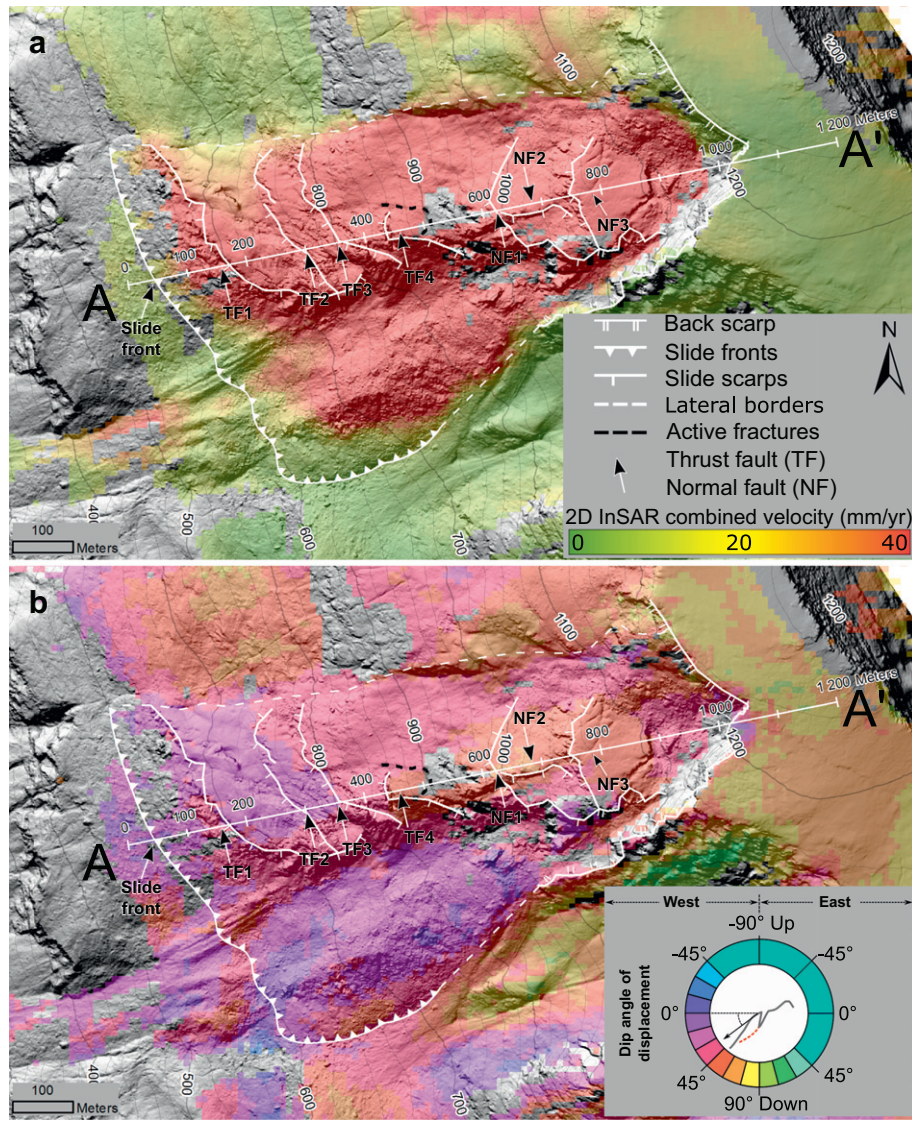 a
1100
1200
1 200 Meters
A'
1 000
1200
NF2
900
800
800
600
1000
NF3
400
200
100
0
A
NF1
TF4
TF3
TF2
TF1
Slide
front
Back scarp
Slide fronts
Slide scarps
Lateral borders
Active fractures
Thrust fault (TF)
Normal fault (NF)
N
2D InSAR combined velocity (mm/yr)
0 20 40
100
Meters
400
500
600
700
b
1100
1200
1 200 Meters
A'
1 000
1200
NF2
900
800
800
600
1000
NF3
400
200
100
0
A
NF1
TF4
TF3
TF2
TF1
Slide
front
West East
-90° Up
-45° -45°
0° 0°
45° 45°
90° Down
Dip angle of
displacement
100
Meters
400
500
600
700